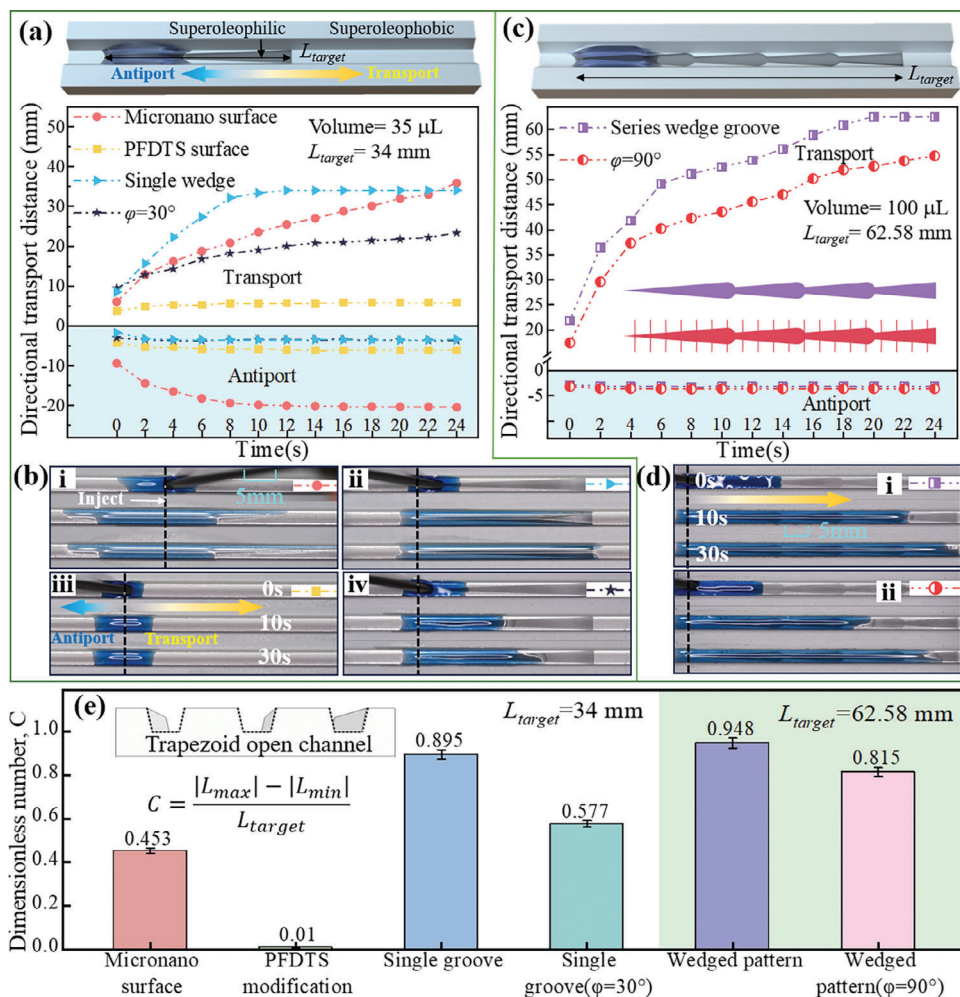 (a)
Superoleophilic
Superoleophobic
L_target
Antiport
Transport
Directional transport distance (mm)
50
40
30
20
10
0
-10
-20
Micronano surface
PFDTS surface
Single wedge
φ=30°
Volume= 35 μL
L_target= 34 mm
Transport
Antiport
0 2 4 6 8 10 12 14 16 18 20 22 24
Time(s)
(c)
L_target
Directional transport distance (mm)
60
55
50
45
40
35
30
20
0
-5
Series wedge groove
φ=90°
Transport
Volume= 100 μL
L_target= 62.58 mm
Antiport
0 2 4 6 8 10 12 14 16 18 20 22 24
Time(s)
(b)
i
Inject
5mm
ii
iii
0s
Antiport
Transport
10s
30s
iv
(d)
0s
i
10s
5mm
30s
ii
(e)
Dimensionless number, C
1.0
0.8
0.6
0.4
0.2
0.0
Trapezoid open channel
C = (|L_max| − |L_min|) / L_target
L_target=34 mm
L_target=62.58 mm
0.453
0.01
0.895
0.577
0.948
0.815
Micronano
surface
PFDTS
modification
Single groove
Single
groove(φ=30°)
Wedged pattern
Wedged
pattern(φ=90°)